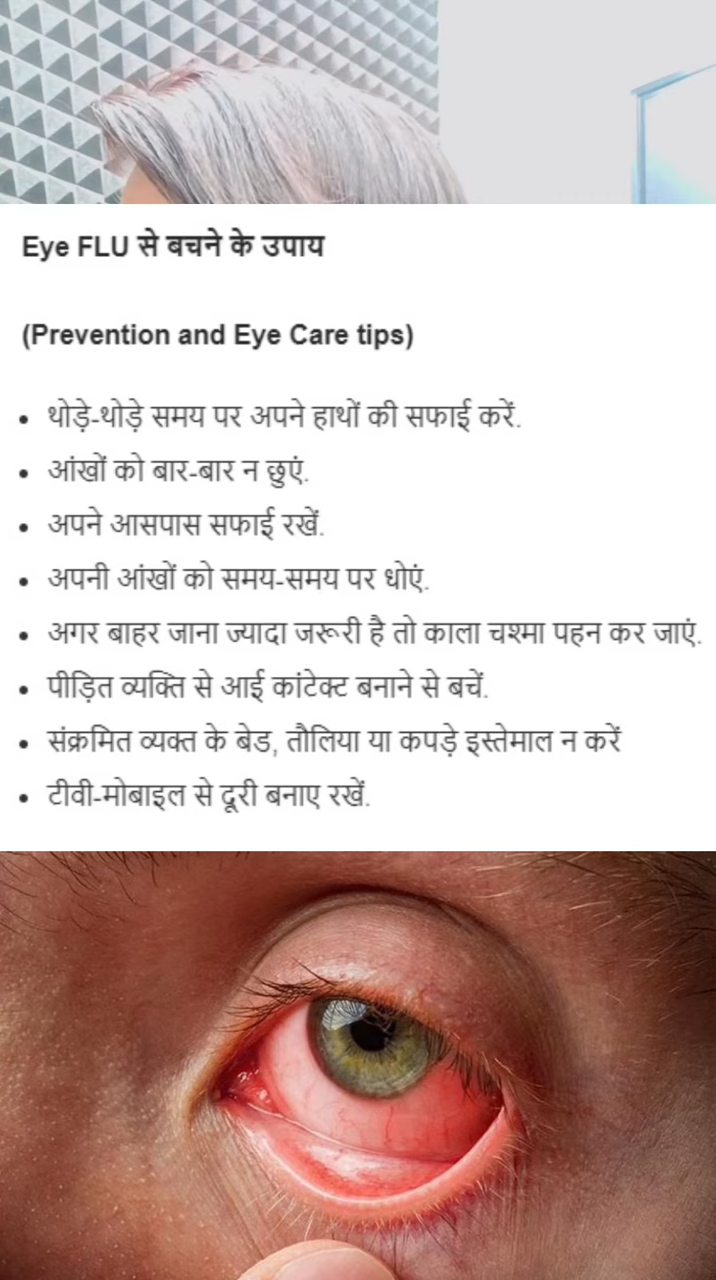 Eye FLU से बचने के उपाय
(Prevention and Eye Care tips)
• थोड़े-थोड़े समय पर अपने हाथों की सफाई करें.
• आंखों को बार-बार न छुएं.
• अपने आसपास सफाई रखें.
• अपनी आंखों को समय-समय पर धोएं.
• अगर बाहर जाना ज्यादा जरूरी है तो काला चश्मा पहन कर जाएं.
• पीड़ित व्यक्ति से आई कांटेक्ट बनाने से बचें.
• संक्रमित व्यक्त के बेड, तौलिया या कपड़े इस्तेमाल न करें
• टीवी-मोबाइल से दूरी बनाए रखें.